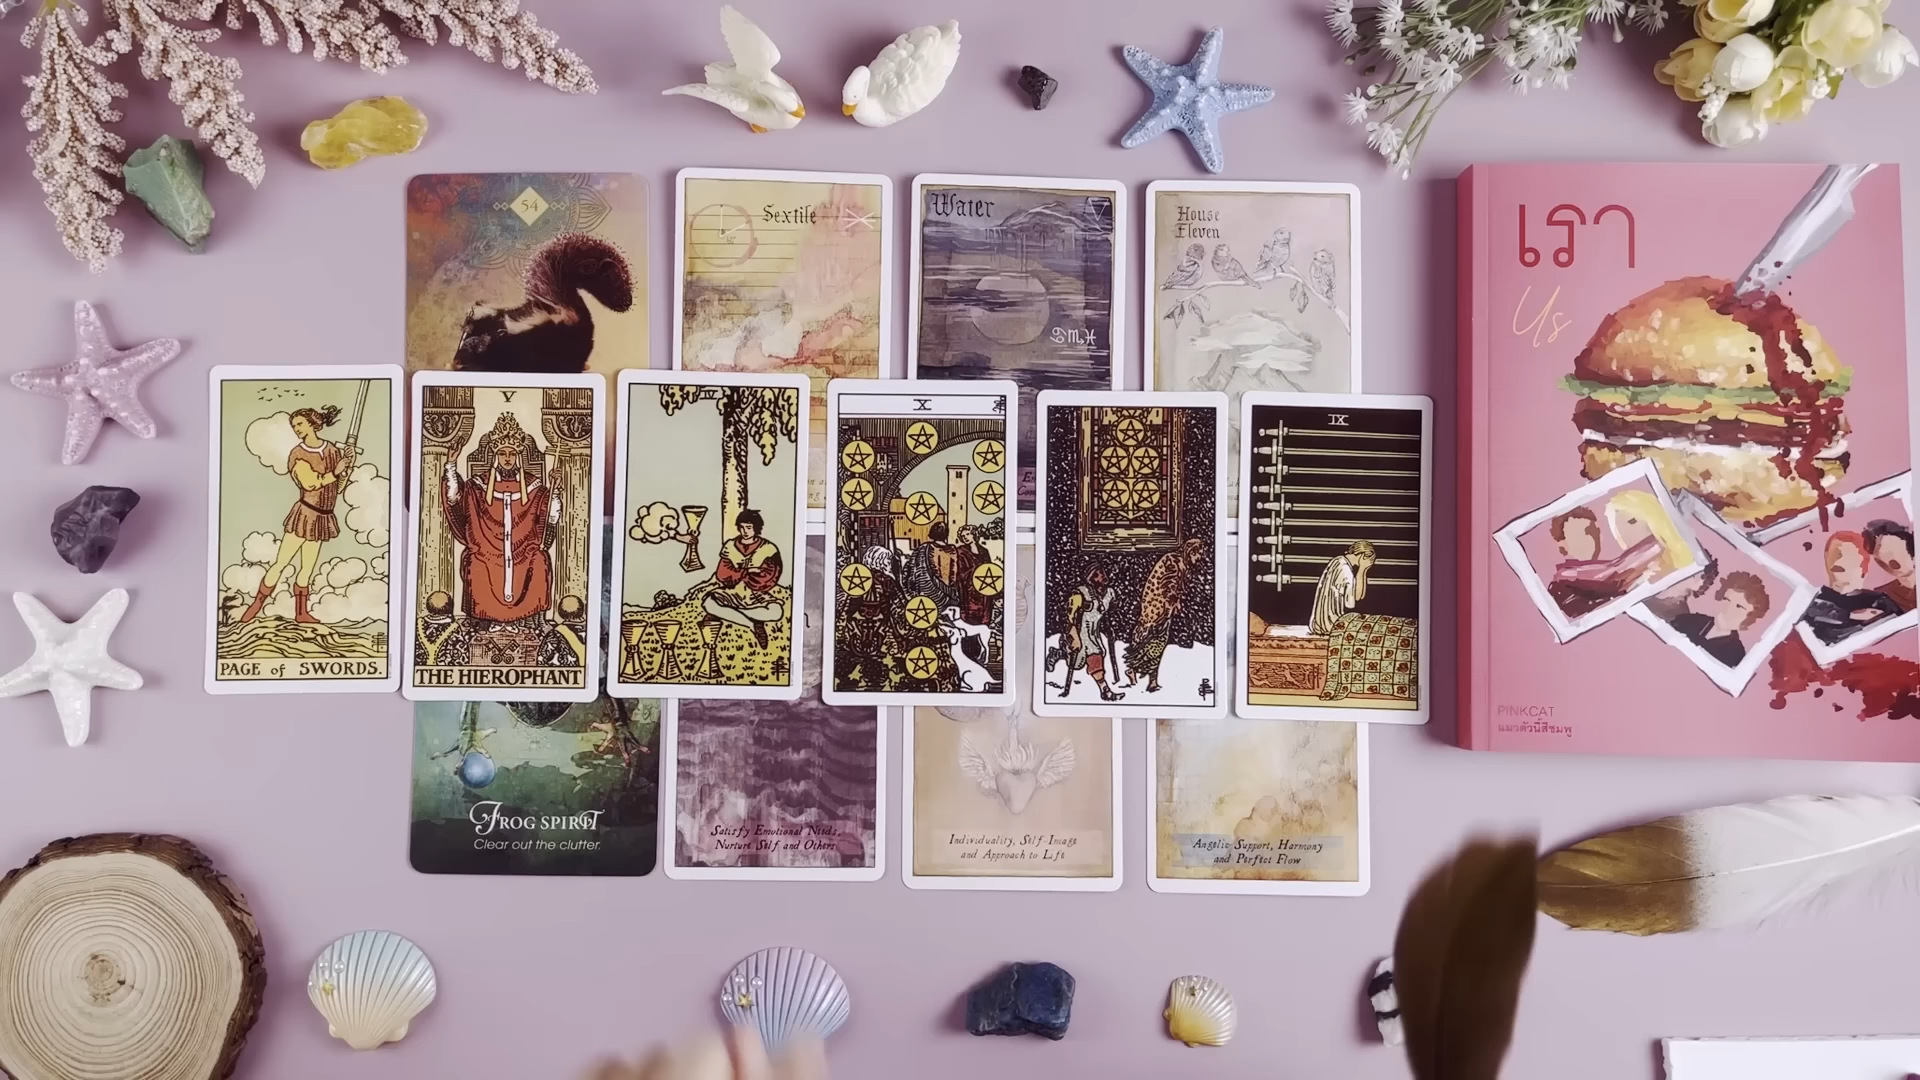 54
Sextile
Water
House
Eleven
♋♏♓
เรา
Us
V
X
IX
PAGE of SWORDS.
THE HIEROPHANT
PINKCAT
แมวตัวนี้สีชมพู
FROG SPIRIT
Clear out the clutter.
Satisfy Emotional Needs,
Nurture Self and Others
Individuality, Self-Image
and Approach to Life
Angelic Support, Harmony
and Perfect Flow